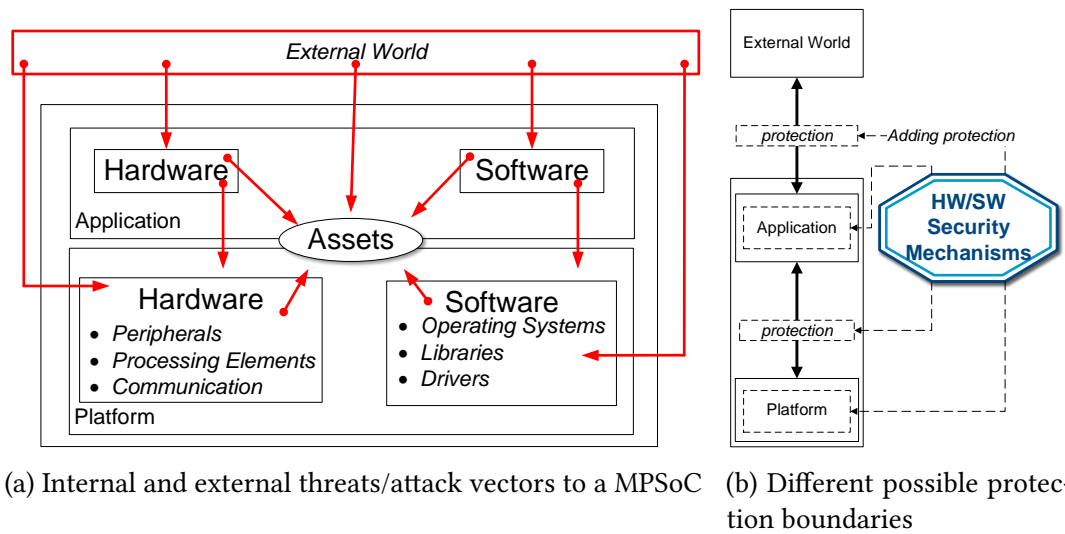 External World
Hardware
Software
Application
Assets
Hardware
• Peripherals
• Processing Elements
• Communication
Software
• Operating Systems
• Libraries
• Drivers
Platform
(a) Internal and external threats/attack vectors to a MPSoC
External World
protection
Adding protection
HW/SW
Security
Mechanisms
Application
protection
Platform
(b) Different possible protec-
tion boundaries